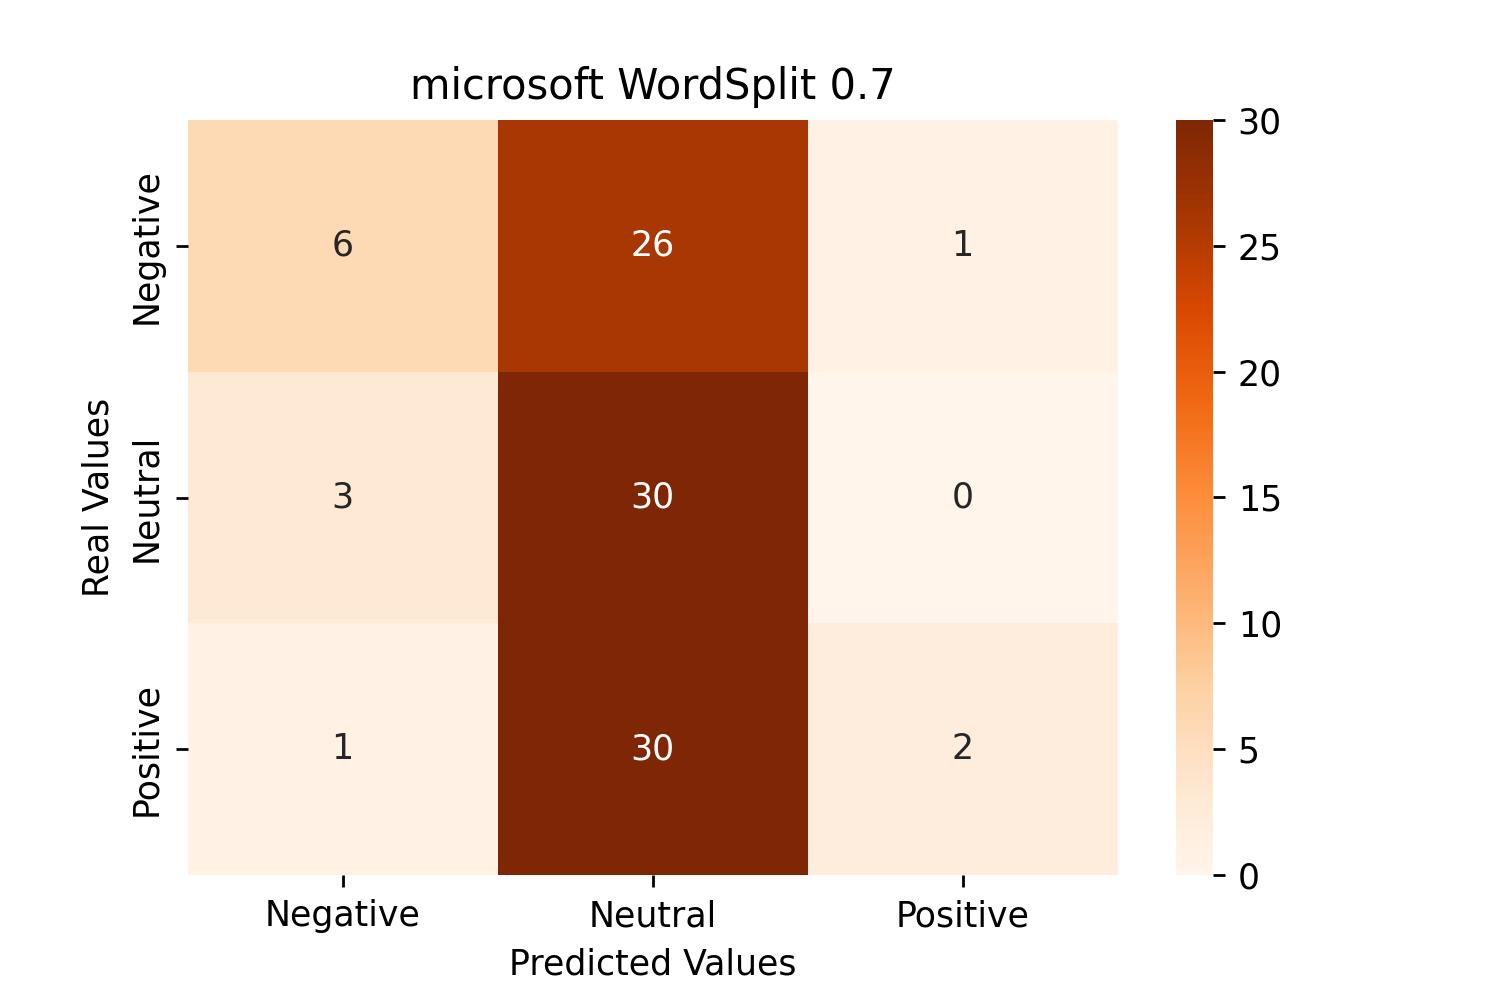 microsoft WordSplit 0.7
Real Values
Negative
6 26 1
Neutral
3 30 0
Positive
1 30 2
Negative Neutral Positive
Predicted Values
30
25
20
15
10
5
0